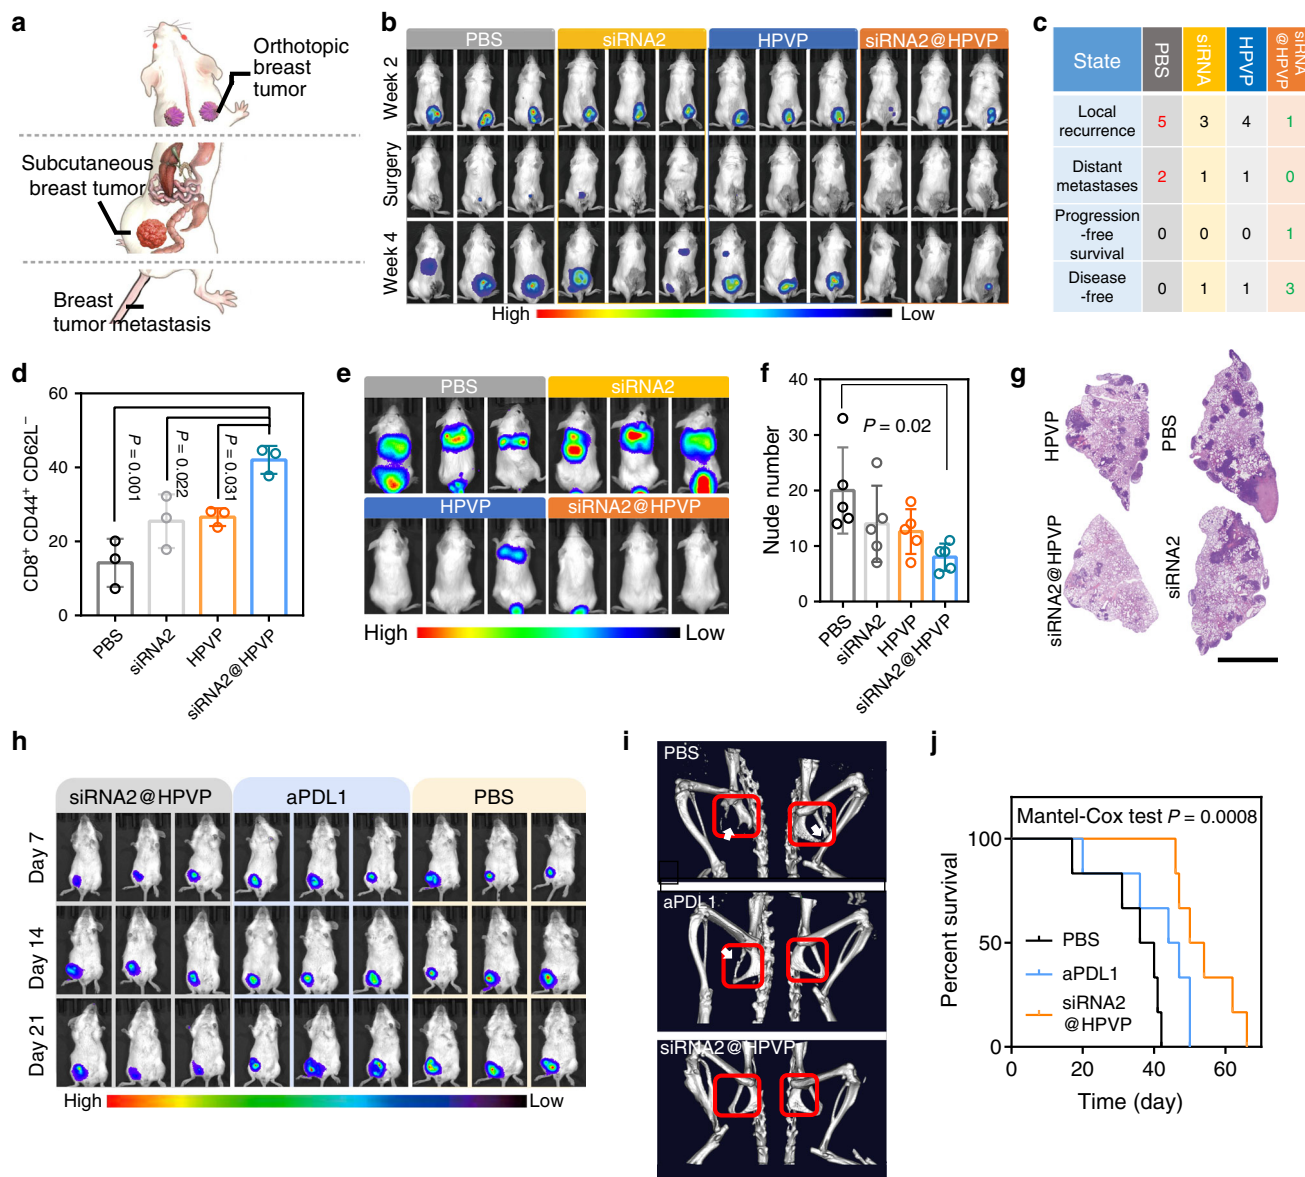 a
Orthotopic
breast
tumor
Subcutaneous
breast tumor
Breast
tumor metastasis
b
PBS
siRNA2
HPVP
siRNA2@HPVP
Week 2
Surgery
Week 4
High
Low
c
State
PBS
siRNA
HPVP
siRNA
@HPVP
Local
recurrence
5
3
4
1
Distant
metastases
2
1
1
0
Progression
-free
survival
0
0
0
1
Disease
-free
0
1
1
3
d
CD8+ CD44+ CD62L−
60
40
20
0
P = 0.001
P = 0.022
P = 0.031
PBS
siRNA2
HPVP
siRNA2@HPVP
e
PBS
siRNA2
HPVP
siRNA2@HPVP
High
Low
f
Nude number
40
30
20
10
0
P = 0.02
PBS
siRNA2
HPVP
siRNA2@HPVP
g
HPVP
PBS
siRNA2@HPVP
siRNA2
h
siRNA2@HPVP
aPDL1
PBS
Day 7
Day 14
Day 21
High
Low
i
PBS
aPDL1
siRNA2@HPVP
j
Mantel-Cox test P = 0.0008
Percent survival
100
50
0
PBS
aPDL1
siRNA2
@HPVP
0
20
40
60
Time (day)